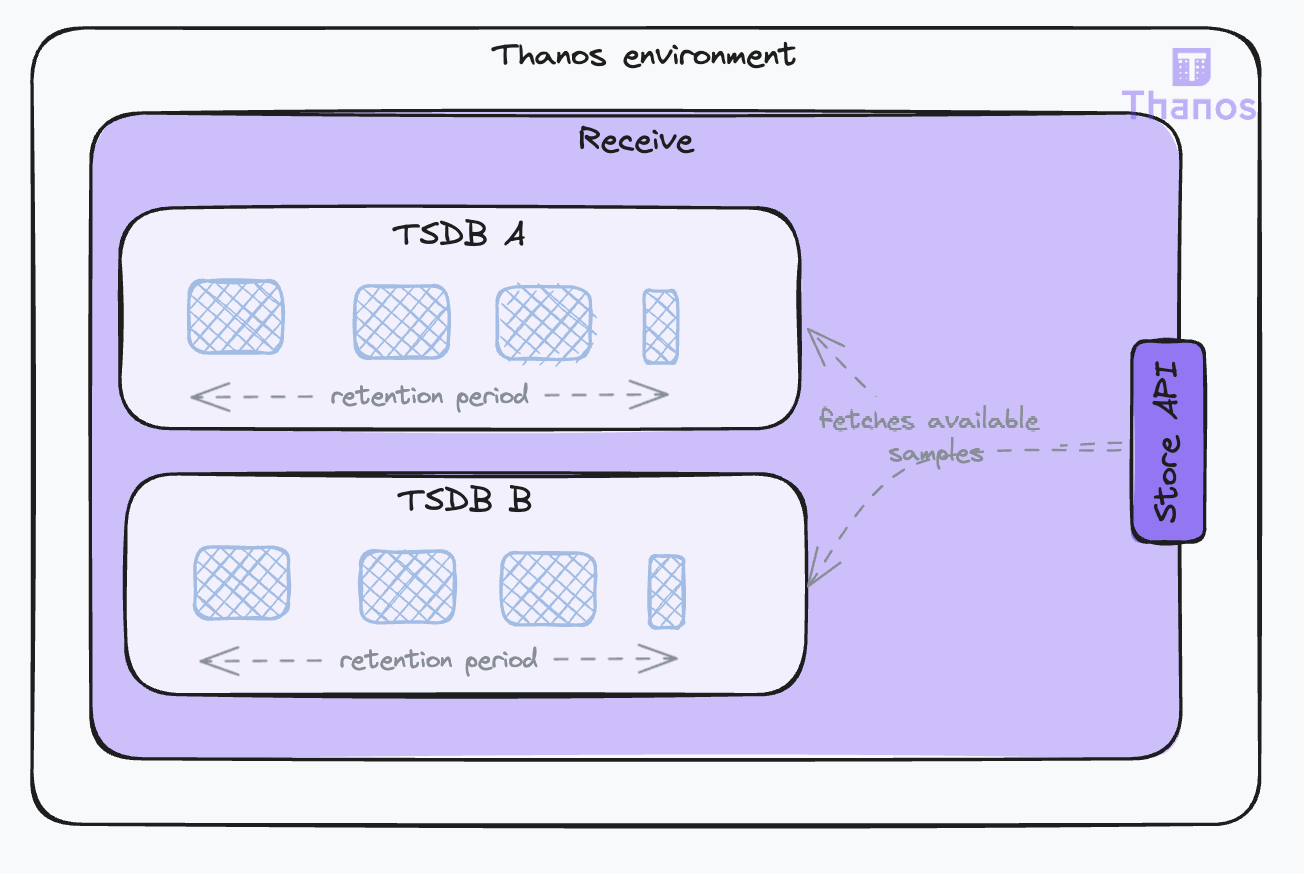 Thanos environment
Thanos
Receive
TSDB A
retention period
fetches available
samples
Store API
TSDB B
retention period